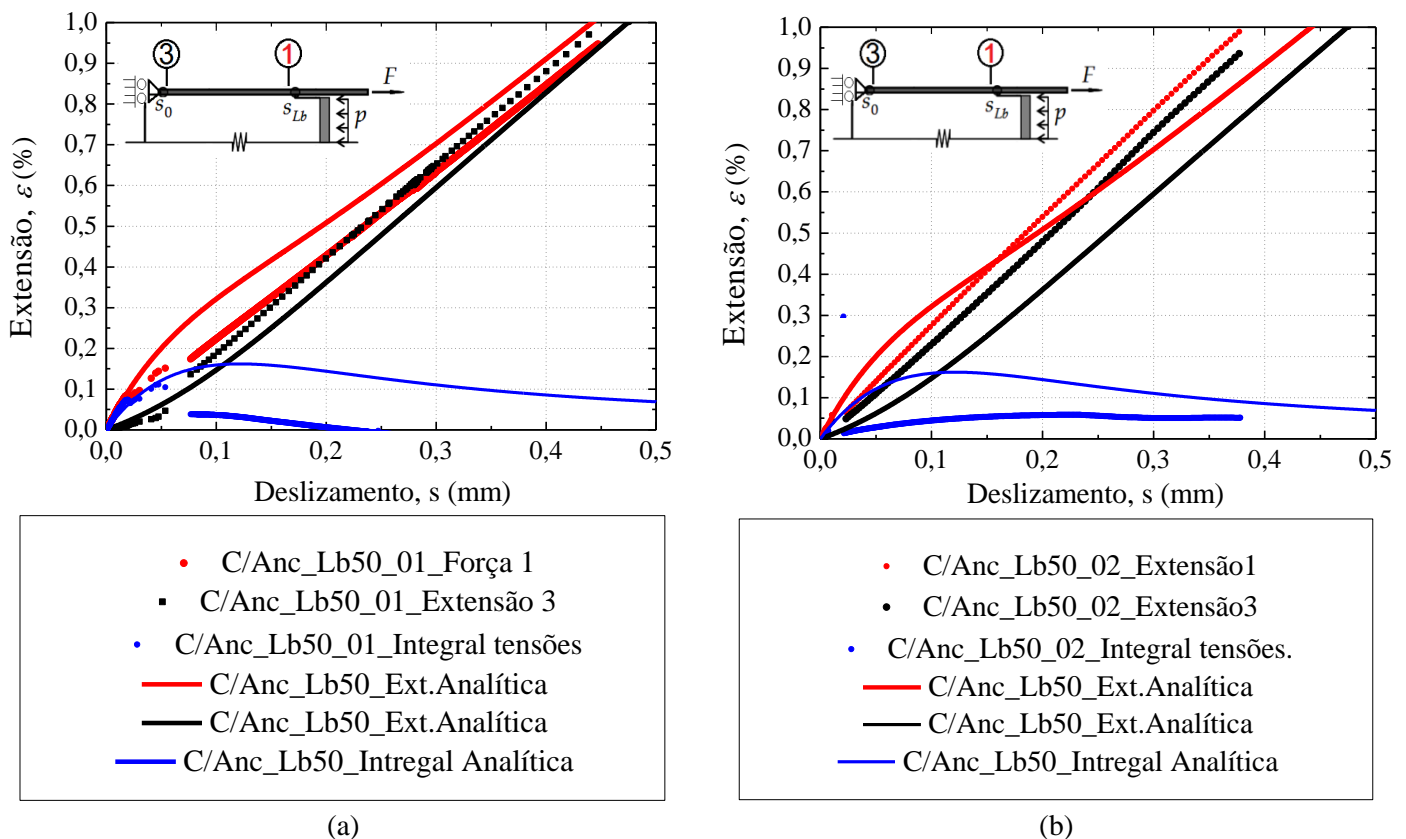 1,0
0,9
0,8
0,7
0,6
0,5
0,4
0,3
0,2
0,1
0,0
Extensão, ε (%)
3
1
F
s0
sLb
p
0,0 0,1 0,2 0,3 0,4 0,5
Deslizamento, s (mm)
C/Anc_Lb50_01_Força 1
C/Anc_Lb50_01_Extensão 3
C/Anc_Lb50_01_Integral tensões
C/Anc_Lb50_Ext.Analítica
C/Anc_Lb50_Ext.Analítica
C/Anc_Lb50_Intregal Analítica
(a)
1,0
0,9
0,8
0,7
0,6
0,5
0,4
0,3
0,2
0,1
0,0
Extensão, ε (%)
3
1
F
s0
sLb
p
0,0 0,1 0,2 0,3 0,4 0,5
Deslizamento, s (mm)
C/Anc_Lb50_02_Extensão1
C/Anc_Lb50_02_Extensão3
C/Anc_Lb50_02_Integral tensões.
C/Anc_Lb50_Ext.Analítica
C/Anc_Lb50_Ext.Analítica
C/Anc_Lb50_Intregal Analítica
(b)